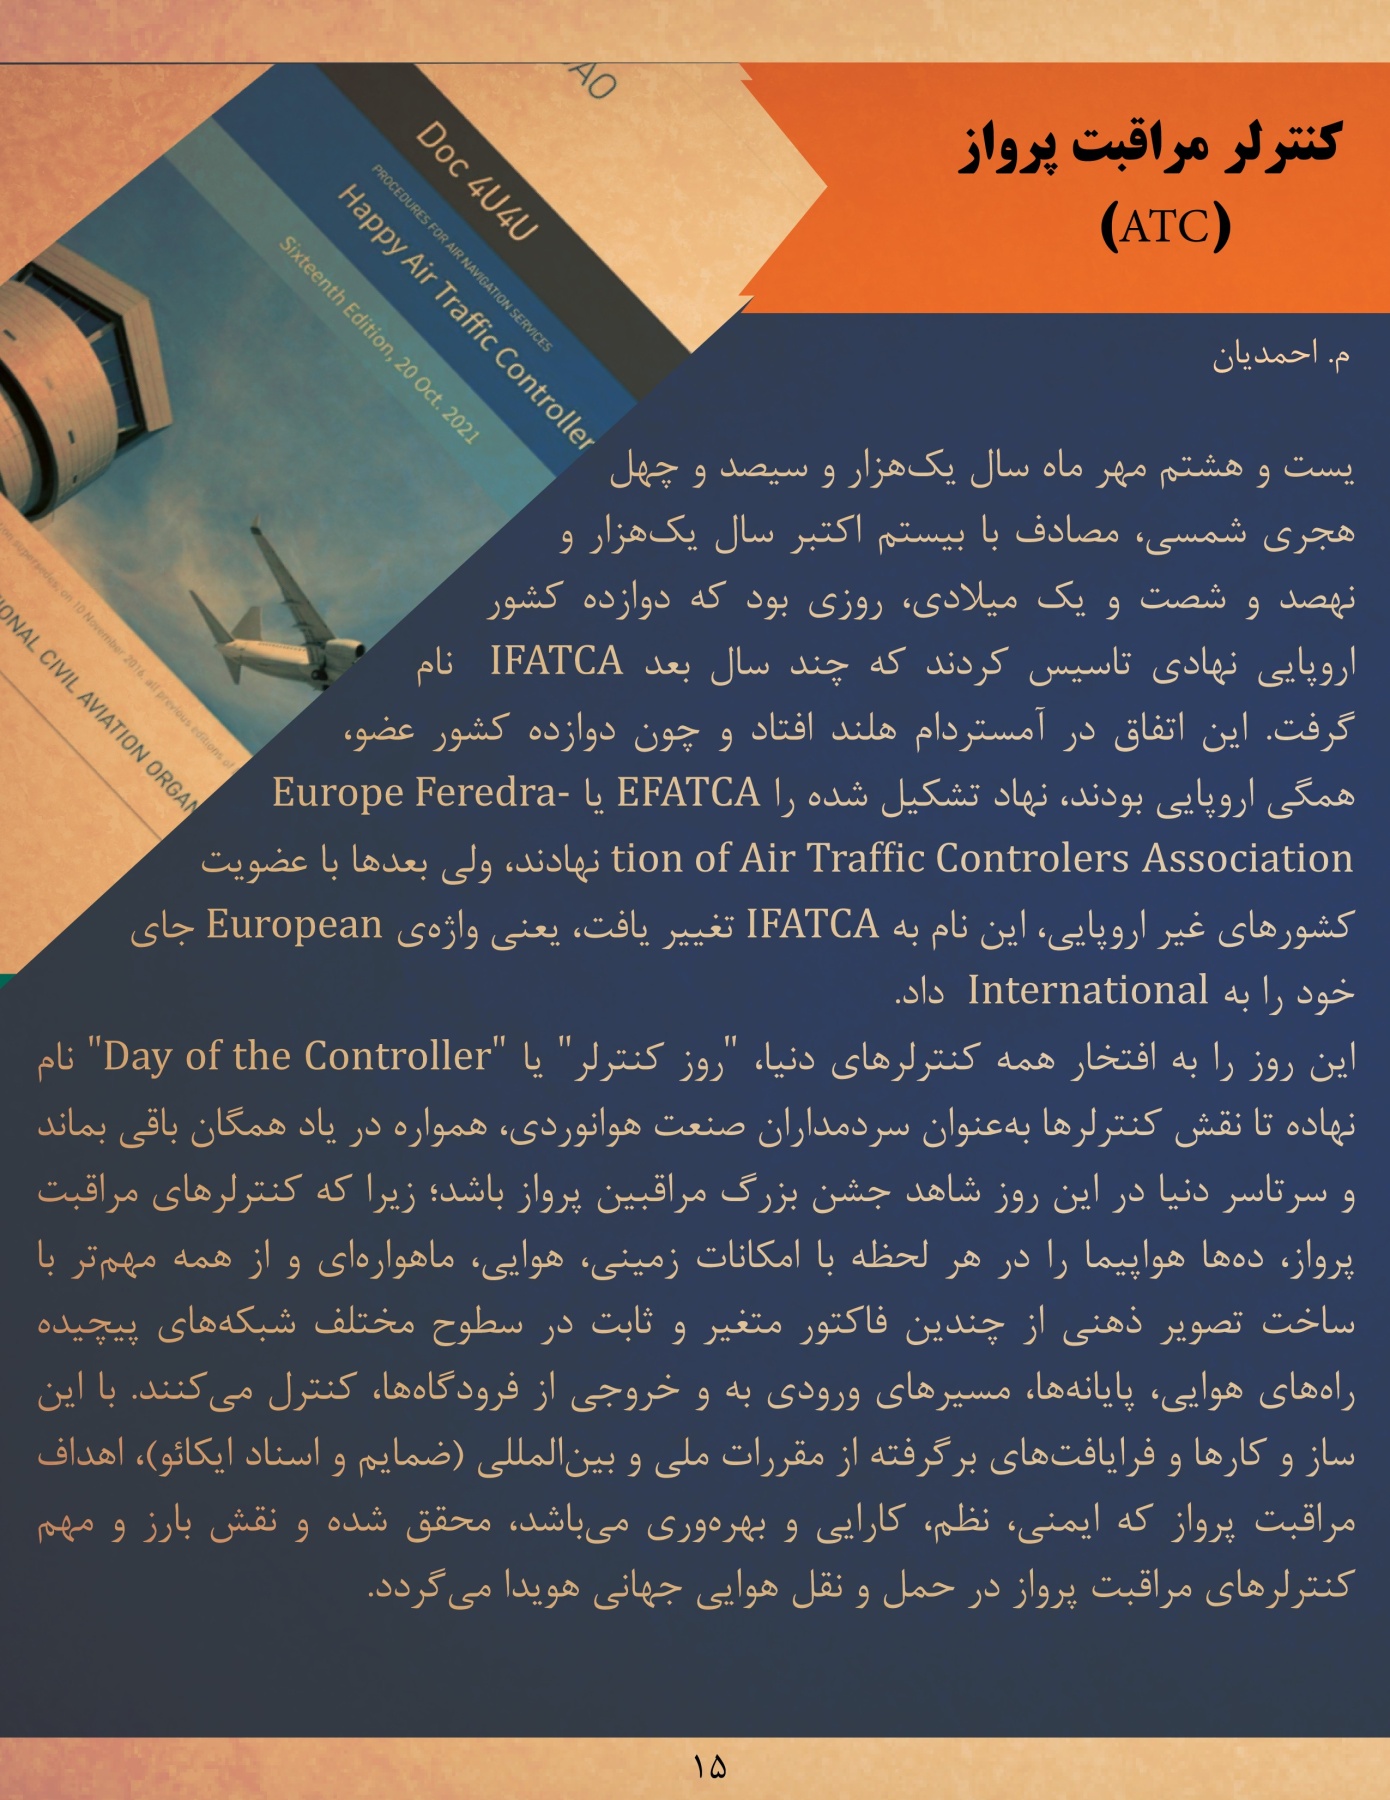 کنترلر مراقبت پرواز
(ATC)
Doc 4U4U
PROCEDURES FOR AIR NAVIGATION SERVICES
Happy Air Traffic Controller
Sixteenth Edition, 20 Oct. 2021
on 10 November 2016, all previous editions of
CIVIL AVIATION
م. احمدیان
یست و هشتم مهر ماه سال یک‌هزار و سیصد و چهل
هجری شمسی، مصادف با بیستم اکتبر سال یک‌هزار و
نهصد و شصت و یک میلادی، روزی بود که دوازده کشور
اروپایی نهادی تاسیس کردند که چند سال بعد IFATCA نام
گرفت. این اتفاق در آمستردام هلند افتاد و چون دوازده کشور عضو،
همگی اروپایی بودند، نهاد تشکیل شده را EFATCA یا Europe Feredra-
tion of Air Traffic Controlers Association نهادند، ولی بعدها با عضویت
کشورهای غیر اروپایی، این نام به IFATCA تغییر یافت، یعنی واژه‌ی European جای
خود را به International داد.
این روز را به افتخار همه کنترلرهای دنیا، "روز کنترلر" یا "Day of the Controller" نام
نهاده تا نقش کنترلرها به‌عنوان سردمداران صنعت هوانوردی، همواره در یاد همگان باقی بماند
و سرتاسر دنیا در این روز شاهد جشن بزرگ مراقبین پرواز باشد؛ زیرا که کنترلرهای مراقبت
پرواز، ده‌ها هواپیما را در هر لحظه با امکانات زمینی، هوایی، ماهواره‌ای و از همه مهم‌تر با
ساخت تصویر ذهنی از چندین فاکتور متغیر و ثابت در سطوح مختلف شبکه‌های پیچیده
راه‌های هوایی، پایانه‌ها، مسیرهای ورودی به و خروجی از فرودگاه‌ها، کنترل می‌کنند. با این
ساز و کارها و فرایافت‌های برگرفته از مقررات ملی و بین‌المللی (ضمایم و اسناد ایکائو)، اهداف
مراقبت پرواز که ایمنی، نظم، کارایی و بهره‌وری می‌باشد، محقق شده و نقش بارز و مهم
کنترلرهای مراقبت پرواز در حمل و نقل هوایی جهانی هویدا می‌گردد.
۱۵